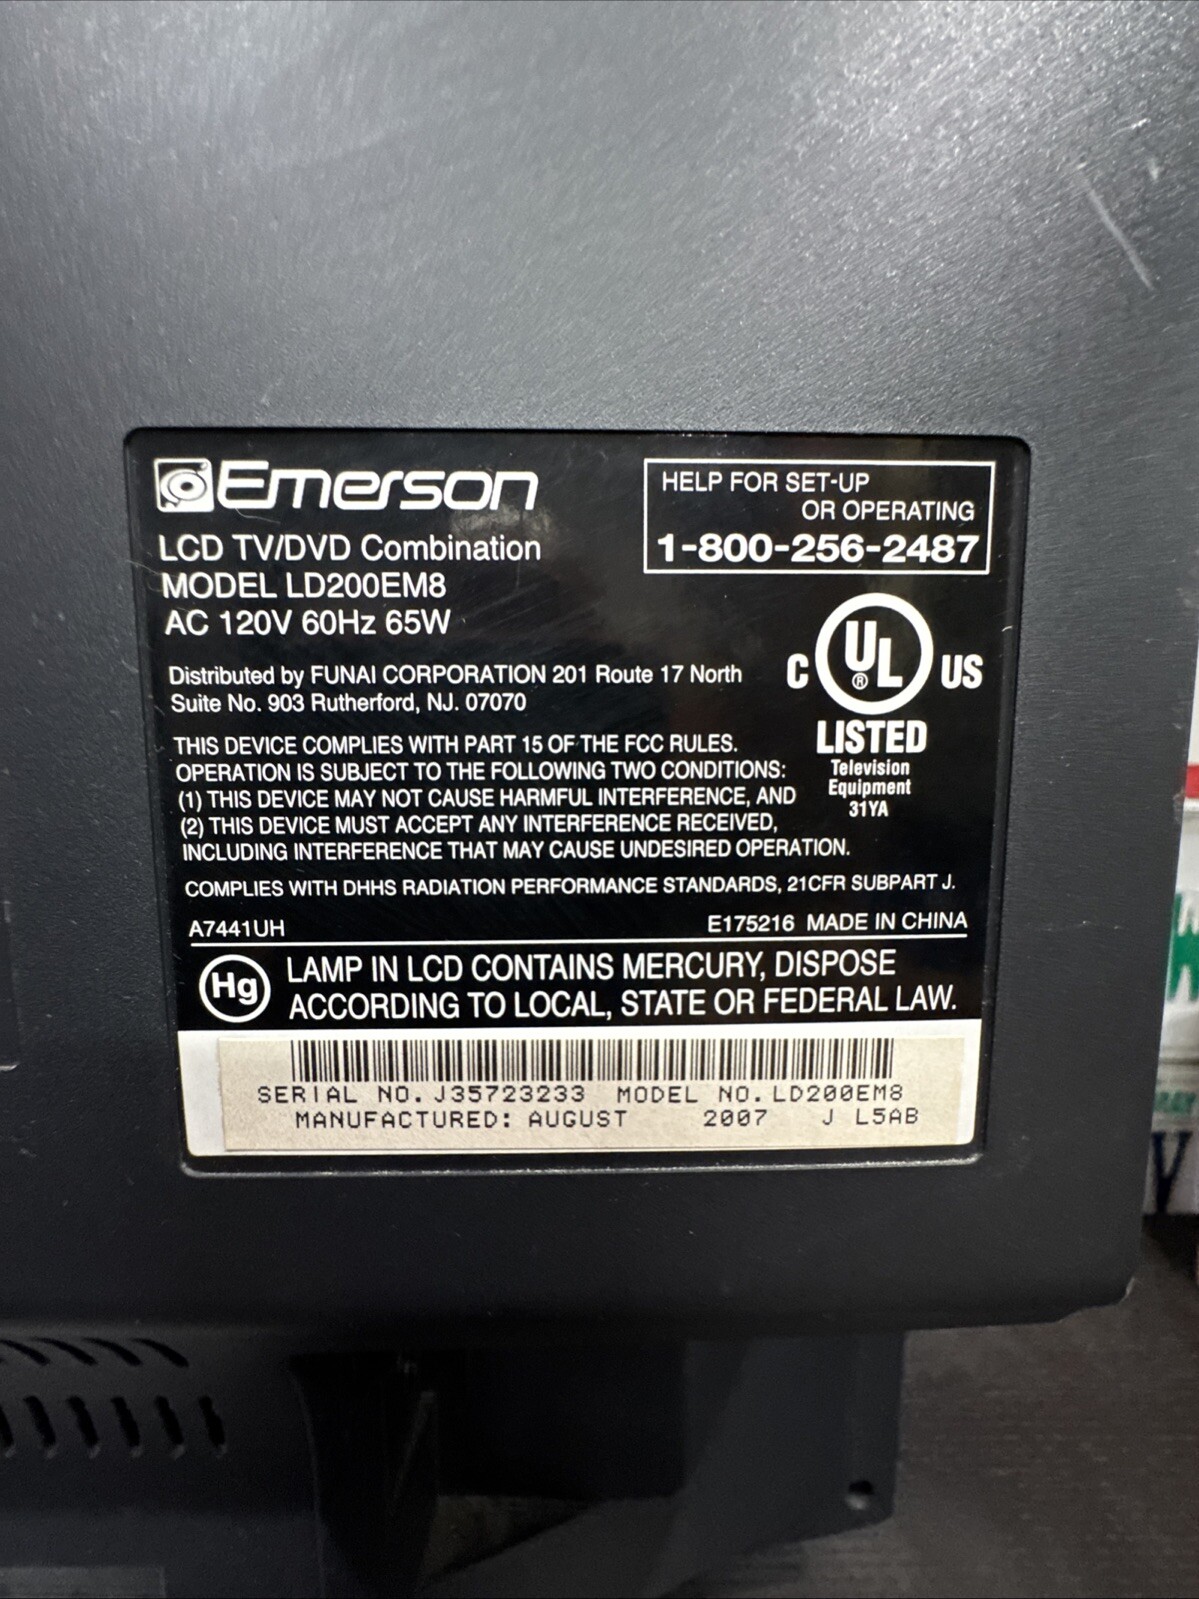 Emerson
LCD TV/DVD Combination
MODEL LD200EM8
AC 120V 60Hz 65W
HELP FOR SET-UP
OR OPERATING
1-800-256-2487
Distributed by FUNAI CORPORATION 201 Route 17 North
Suite No. 903 Rutherford, NJ. 07070
C UL ® US
LISTED
Television
Equipment
31YA
THIS DEVICE COMPLIES WITH PART 15 OF THE FCC RULES.
OPERATION IS SUBJECT TO THE FOLLOWING TWO CONDITIONS:
(1) THIS DEVICE MAY NOT CAUSE HARMFUL INTERFERENCE, AND
(2) THIS DEVICE MUST ACCEPT ANY INTERFERENCE RECEIVED,
INCLUDING INTERFERENCE THAT MAY CAUSE UNDESIRED OPERATION.
COMPLIES WITH DHHS RADIATION PERFORMANCE STANDARDS, 21CFR SUBPART J.
A7441UH E175216 MADE IN CHINA
Hg LAMP IN LCD CONTAINS MERCURY, DISPOSE
ACCORDING TO LOCAL, STATE OR FEDERAL LAW.
SERIAL NO. J35723233 MODEL NO. LD200EM8
MANUFACTURED: AUGUST 2007 J L5AB